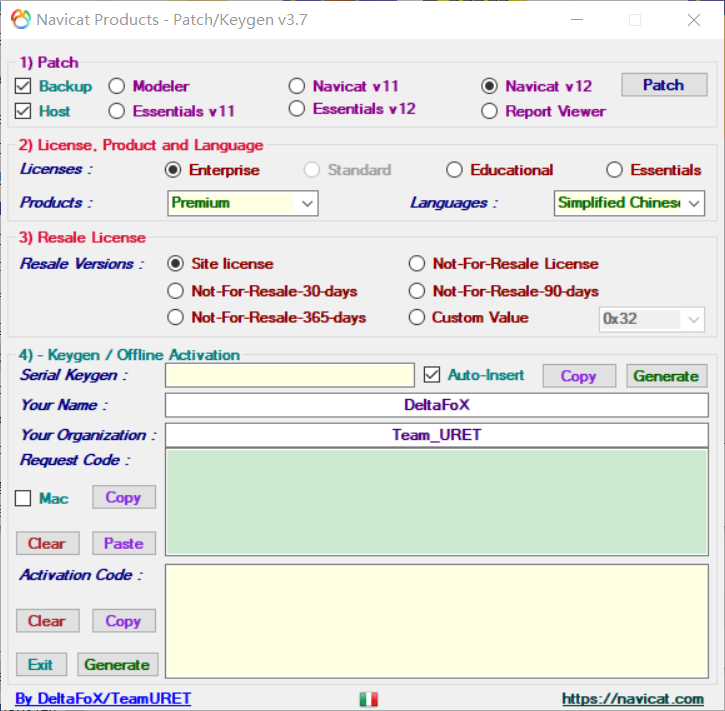 Navicat Products - Patch/Keygen v3.7
1) Patch
Backup Modeler Navicat v11 Navicat v12 Patch
Host Essentials v11 Essentials v12 Report Viewer
2) License, Product and Language
Licenses : Enterprise Standard Educational Essentials
Products : Premium Languages : Simplified Chines
3) Resale License
Resale Versions : Site license Not-For-Resale License
Not-For-Resale-30-days Not-For-Resale-90-days
Not-For-Resale-365-days Custom Value 0x32
4) - Keygen / Offline Activation
Serial Keygen : Auto-Insert Copy Generate
Your Name : DeltaFoX
Your Organization : Team_URET
Request Code :
Mac Copy
Clear Paste
Activation Code :
Clear Copy
Exit Generate
By DeltaFoX/TeamURET https://navicat.com